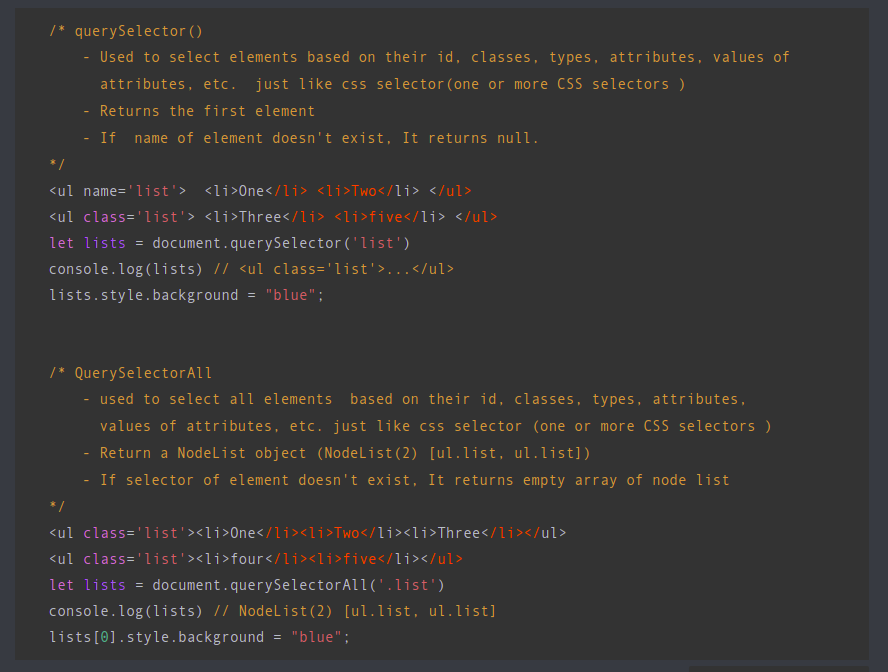 /* querySelector()
- Used to select elements based on their id, classes, types, attributes, values of
attributes, etc.  just like css selector(one or more CSS selectors )
- Returns the first element
- If  name of element doesn't exist, It returns null.
*/
<ul name='list'>  <li>One</li> <li>Two</li> </ul>
<ul class='list'> <li>Three</li> <li>five</li> </ul>
let lists = document.querySelector('list')
console.log(lists) // <ul class='list'>...</ul>
lists.style.background = "blue";
/* QuerySelectorAll
- used to select all elements  based on their id, classes, types, attributes,
values of attributes, etc. just like css selector (one or more CSS selectors )
- Return a NodeList object (NodeList(2) [ul.list, ul.list])
- If selector of element doesn't exist, It returns empty array of node list
*/
<ul class='list'><li>One</li><li>Two</li><li>Three</li></ul>
<ul class='list'><li>four</li><li>five</li></ul>
let lists = document.querySelectorAll('.list')
console.log(lists) // NodeList(2) [ul.list, ul.list]
lists[0].style.background = "blue";